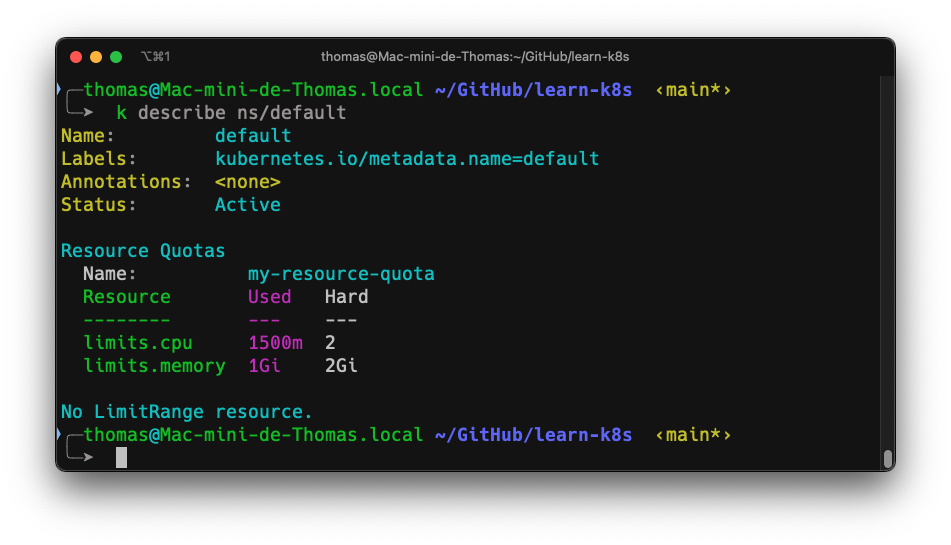 ⌥⌘1 thomas@Mac-mini-de-Thomas:~/GitHub/learn-k8s
thomas@Mac-mini-de-Thomas.local ~/GitHub/learn-k8s ‹main*›
k describe ns/default
Name: default
Labels: kubernetes.io/metadata.name=default
Annotations: <none>
Status: Active
Resource Quotas
Name: my-resource-quota
Resource Used Hard
-------- --- ---
limits.cpu 1500m 2
limits.memory 1Gi 2Gi
No LimitRange resource.
thomas@Mac-mini-de-Thomas.local ~/GitHub/learn-k8s ‹main*›